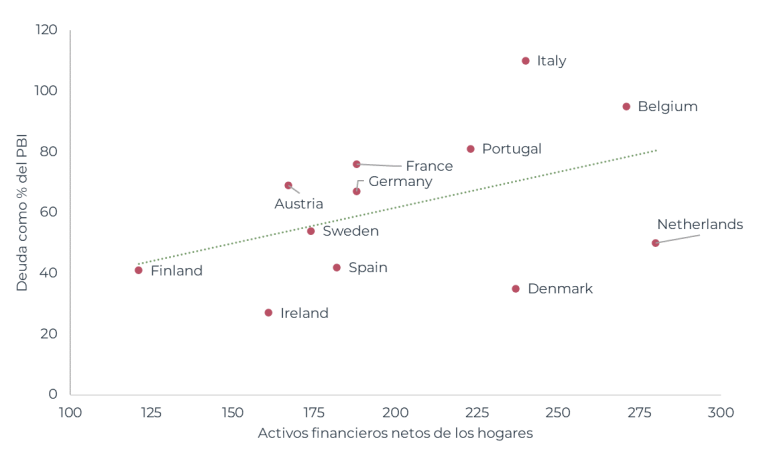 120
Italy
100
Belgium
80
Portugal
France
Germany
Austria
60
Netherlands
Sweden
Spain
Finland
40
Denmark
Ireland
20
0
Deuda como % del PBI
100 125 150 175 200 225 250 275 300
Activos financieros netos de los hogares